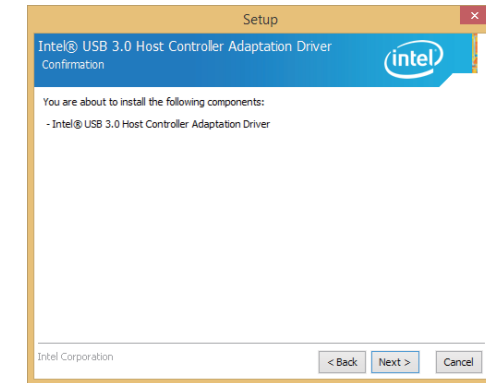 Setup
Intel® USB 3.0 Host Controller Adaptation Driver
Confirmation
intel
You are about to install the following components:
- Intel® USB 3.0 Host Controller Adaptation Driver
Intel Corporation
< Back
Next >
Cancel